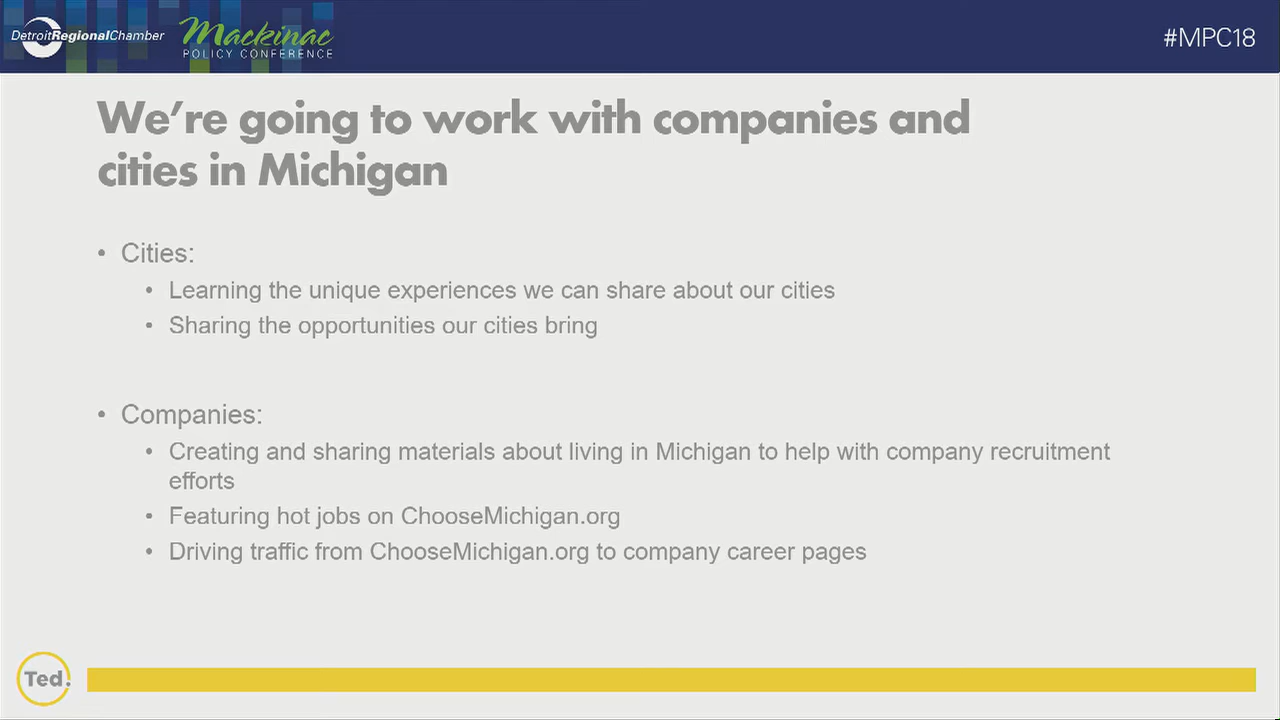 DetroitRegionalChamber
Mackinac
POLICY CONFERENCE
#MPC18
We're going to work with companies and
cities in Michigan
• Cities:
• Learning the unique experiences we can share about our cities
• Sharing the opportunities our cities bring
• Companies:
• Creating and sharing materials about living in Michigan to help with company recruitment
efforts
• Featuring hot jobs on ChooseMichigan.org
• Driving traffic from ChooseMichigan.org to company career pages
Ted.